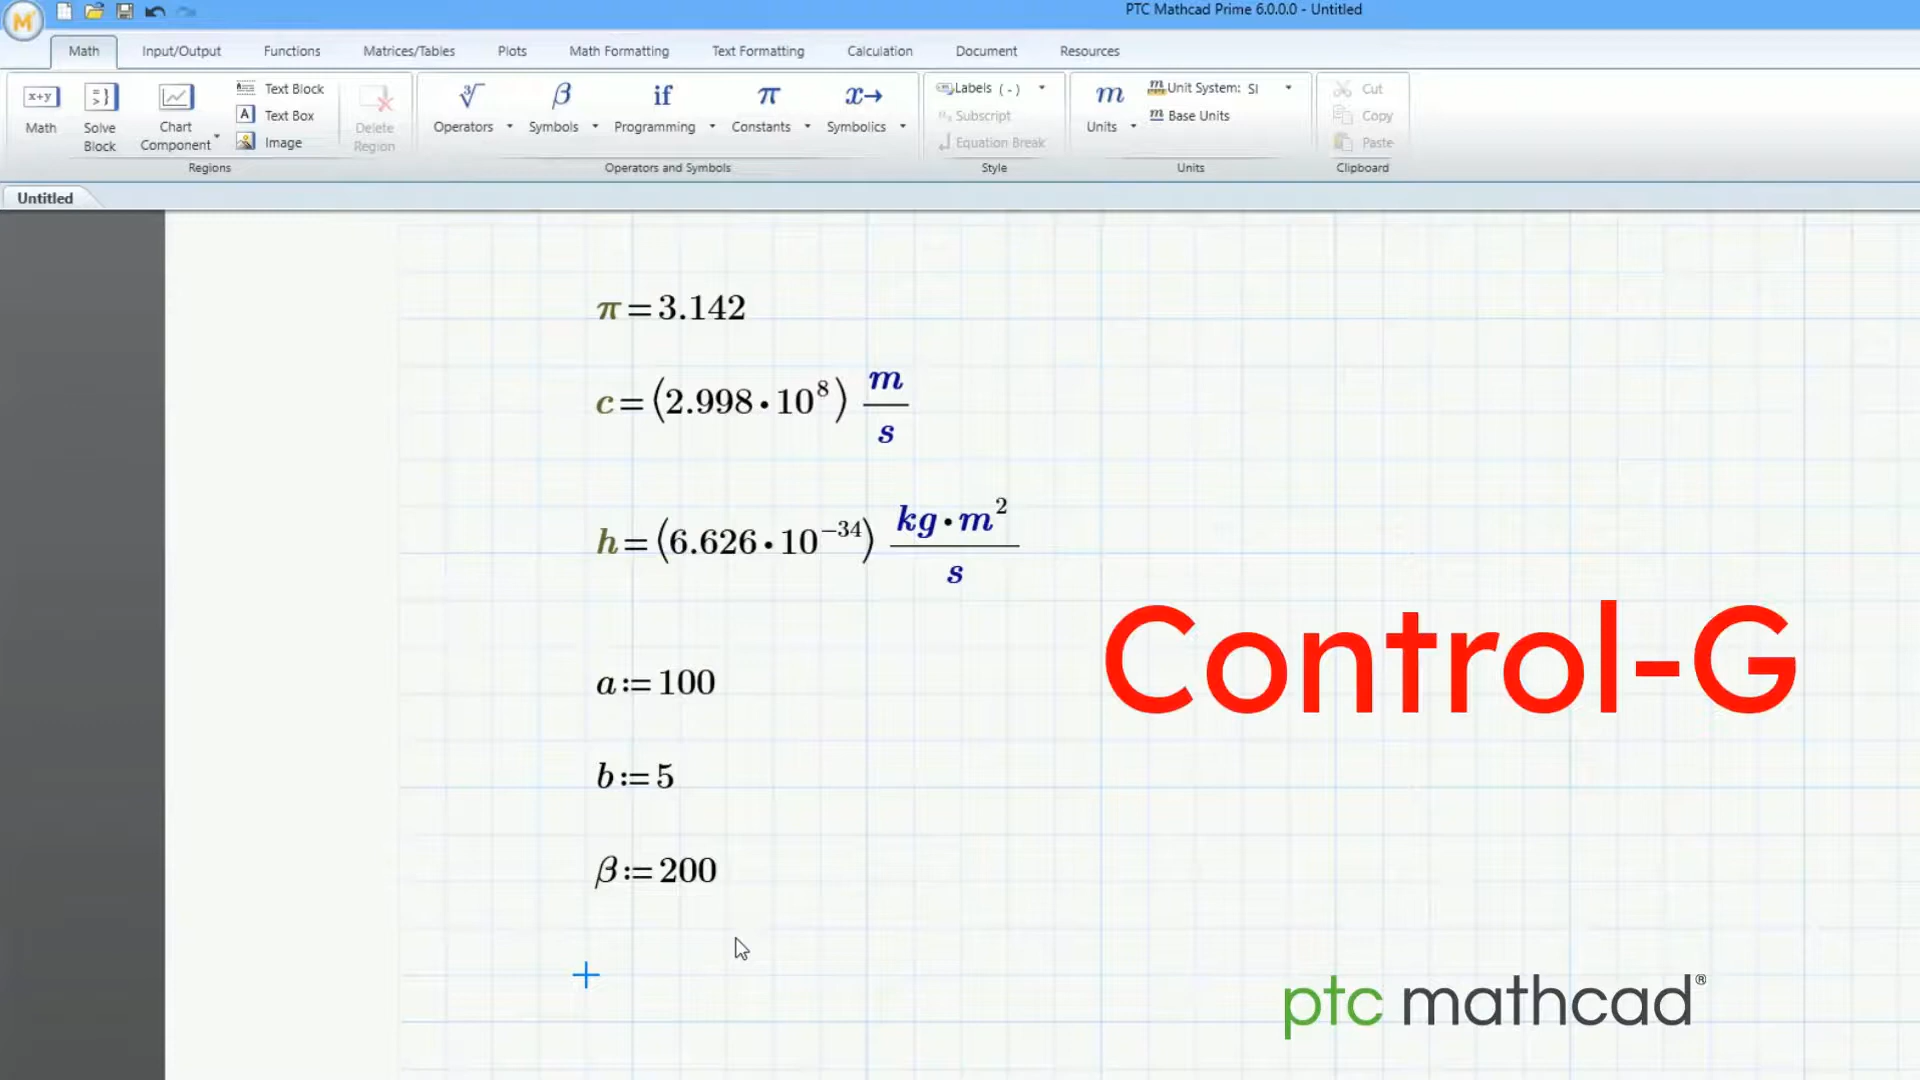 PTC Mathcad Prime 6.0.0.0 - Untitled
Math Input/Output Functions Matrices/Tables Plots Math Formatting Text Formatting Calculation Document Resources
Math
Solve Block
Chart Component
Text Block
Text Box
Image
Delete Region
Regions
Operators
Symbols
Programming
Constants
Symbolics
Operators and Symbols
Labels ( - )
Subscript
Equation Break
Style
Units
Unit System: SI
Base Units
Units
Cut
Copy
Paste
Clipboard
Untitled
π = 3.142
c = (2.998 · 10⁸) m/s
h = (6.626 · 10⁻³⁴) kg · m²/s
Control-G
a := 100
b := 5
β := 200
ptc mathcad®